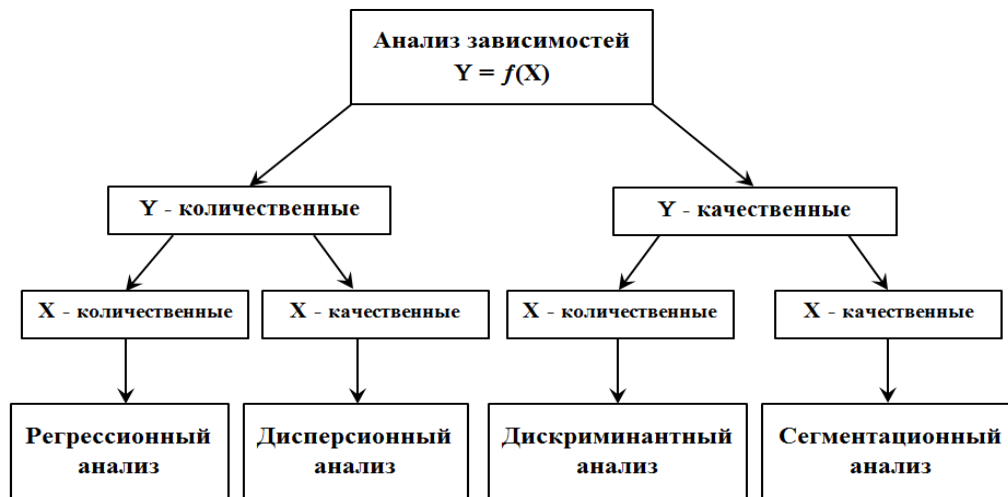 Анализ зависимостей
Y = f(X)
Y - количественные
Y - качественные
X - количественные
X - качественные
X - количественные
X - качественные
Регрессионный
анализ
Дисперсионный
анализ
Дискриминантный
анализ
Сегментационный
анализ